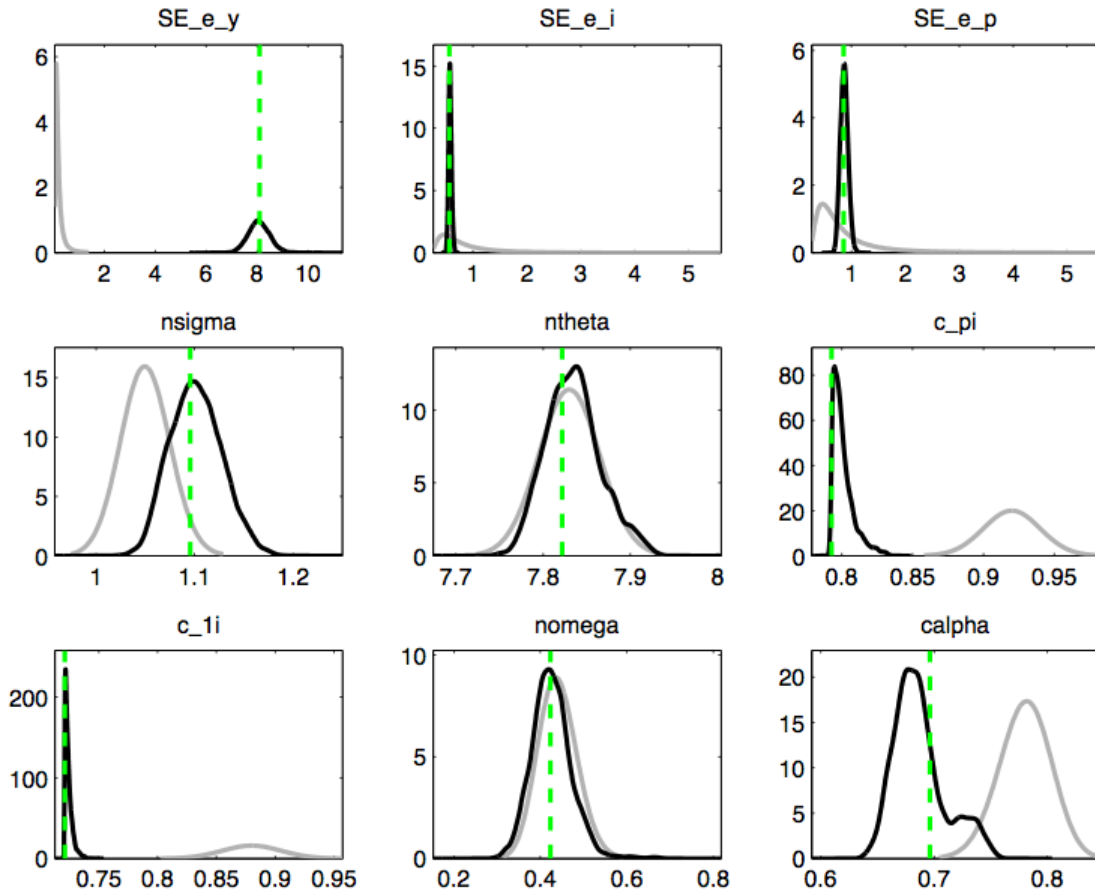 SE_e_y SE_e_i SE_e_p
6 15 6
4 10 4
2 5 2
0 0 0
2 4 6 8 10 1 2 3 4 5 1 2 3 4 5
nsigma ntheta c_pi
15 10 80
10 5 60
5 0 40
0 20
0
1 1.1 1.2 7.7 7.8 7.9 8 0.8 0.85 0.9 0.95
c_1i nomega calpha
200 10 20
100 5 15
0 0 10
5
0
0.75 0.8 0.85 0.9 0.95 0.2 0.4 0.6 0.8 0.6 0.7 0.8